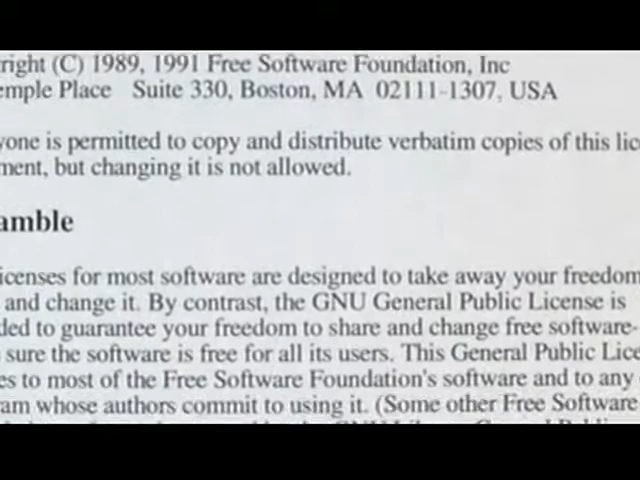 right (C) 1989, 1991 Free Software Foundation, Inc
emple Place Suite 330, Boston, MA 02111-1307, USA
yone is permitted to copy and distribute verbatim copies of this lic
ment, but changing it is not allowed.
amble
icenses for most software are designed to take away your freedom
and change it. By contrast, the GNU General Public License is
ded to guarantee your freedom to share and change free software-
sure the software is free for all its users. This General Public Lice
es to most of the Free Software Foundation's software and to any
am whose authors commit to using it. (Some other Free Software